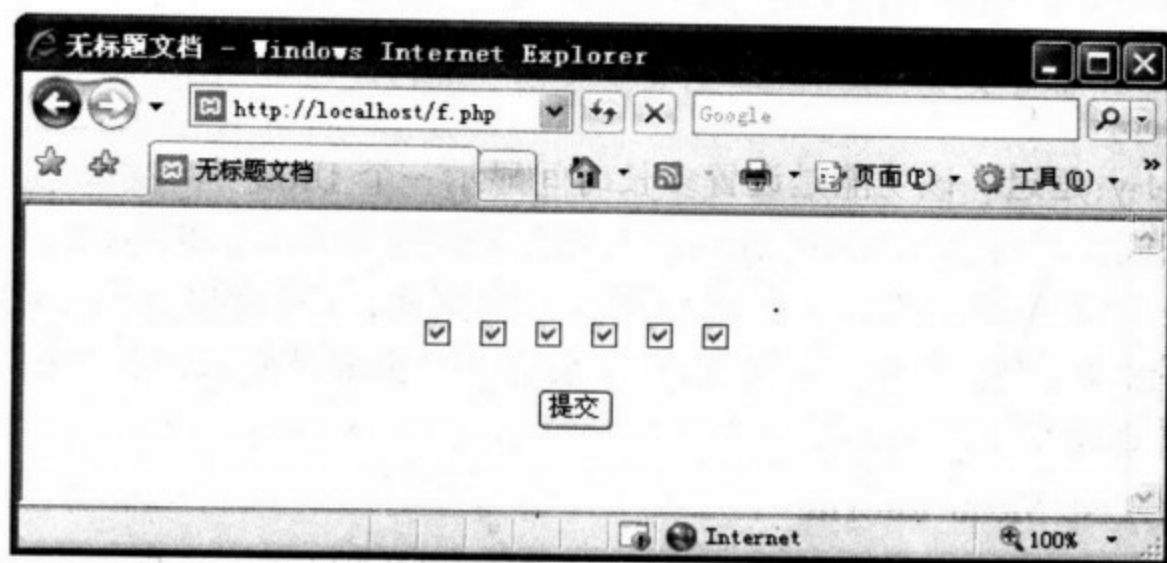 无标题文档 - Windows Internet Explorer
http://localhost/f.php
Google
无标题文档
页面(P)
工具(O)
»
提交
Internet
100%